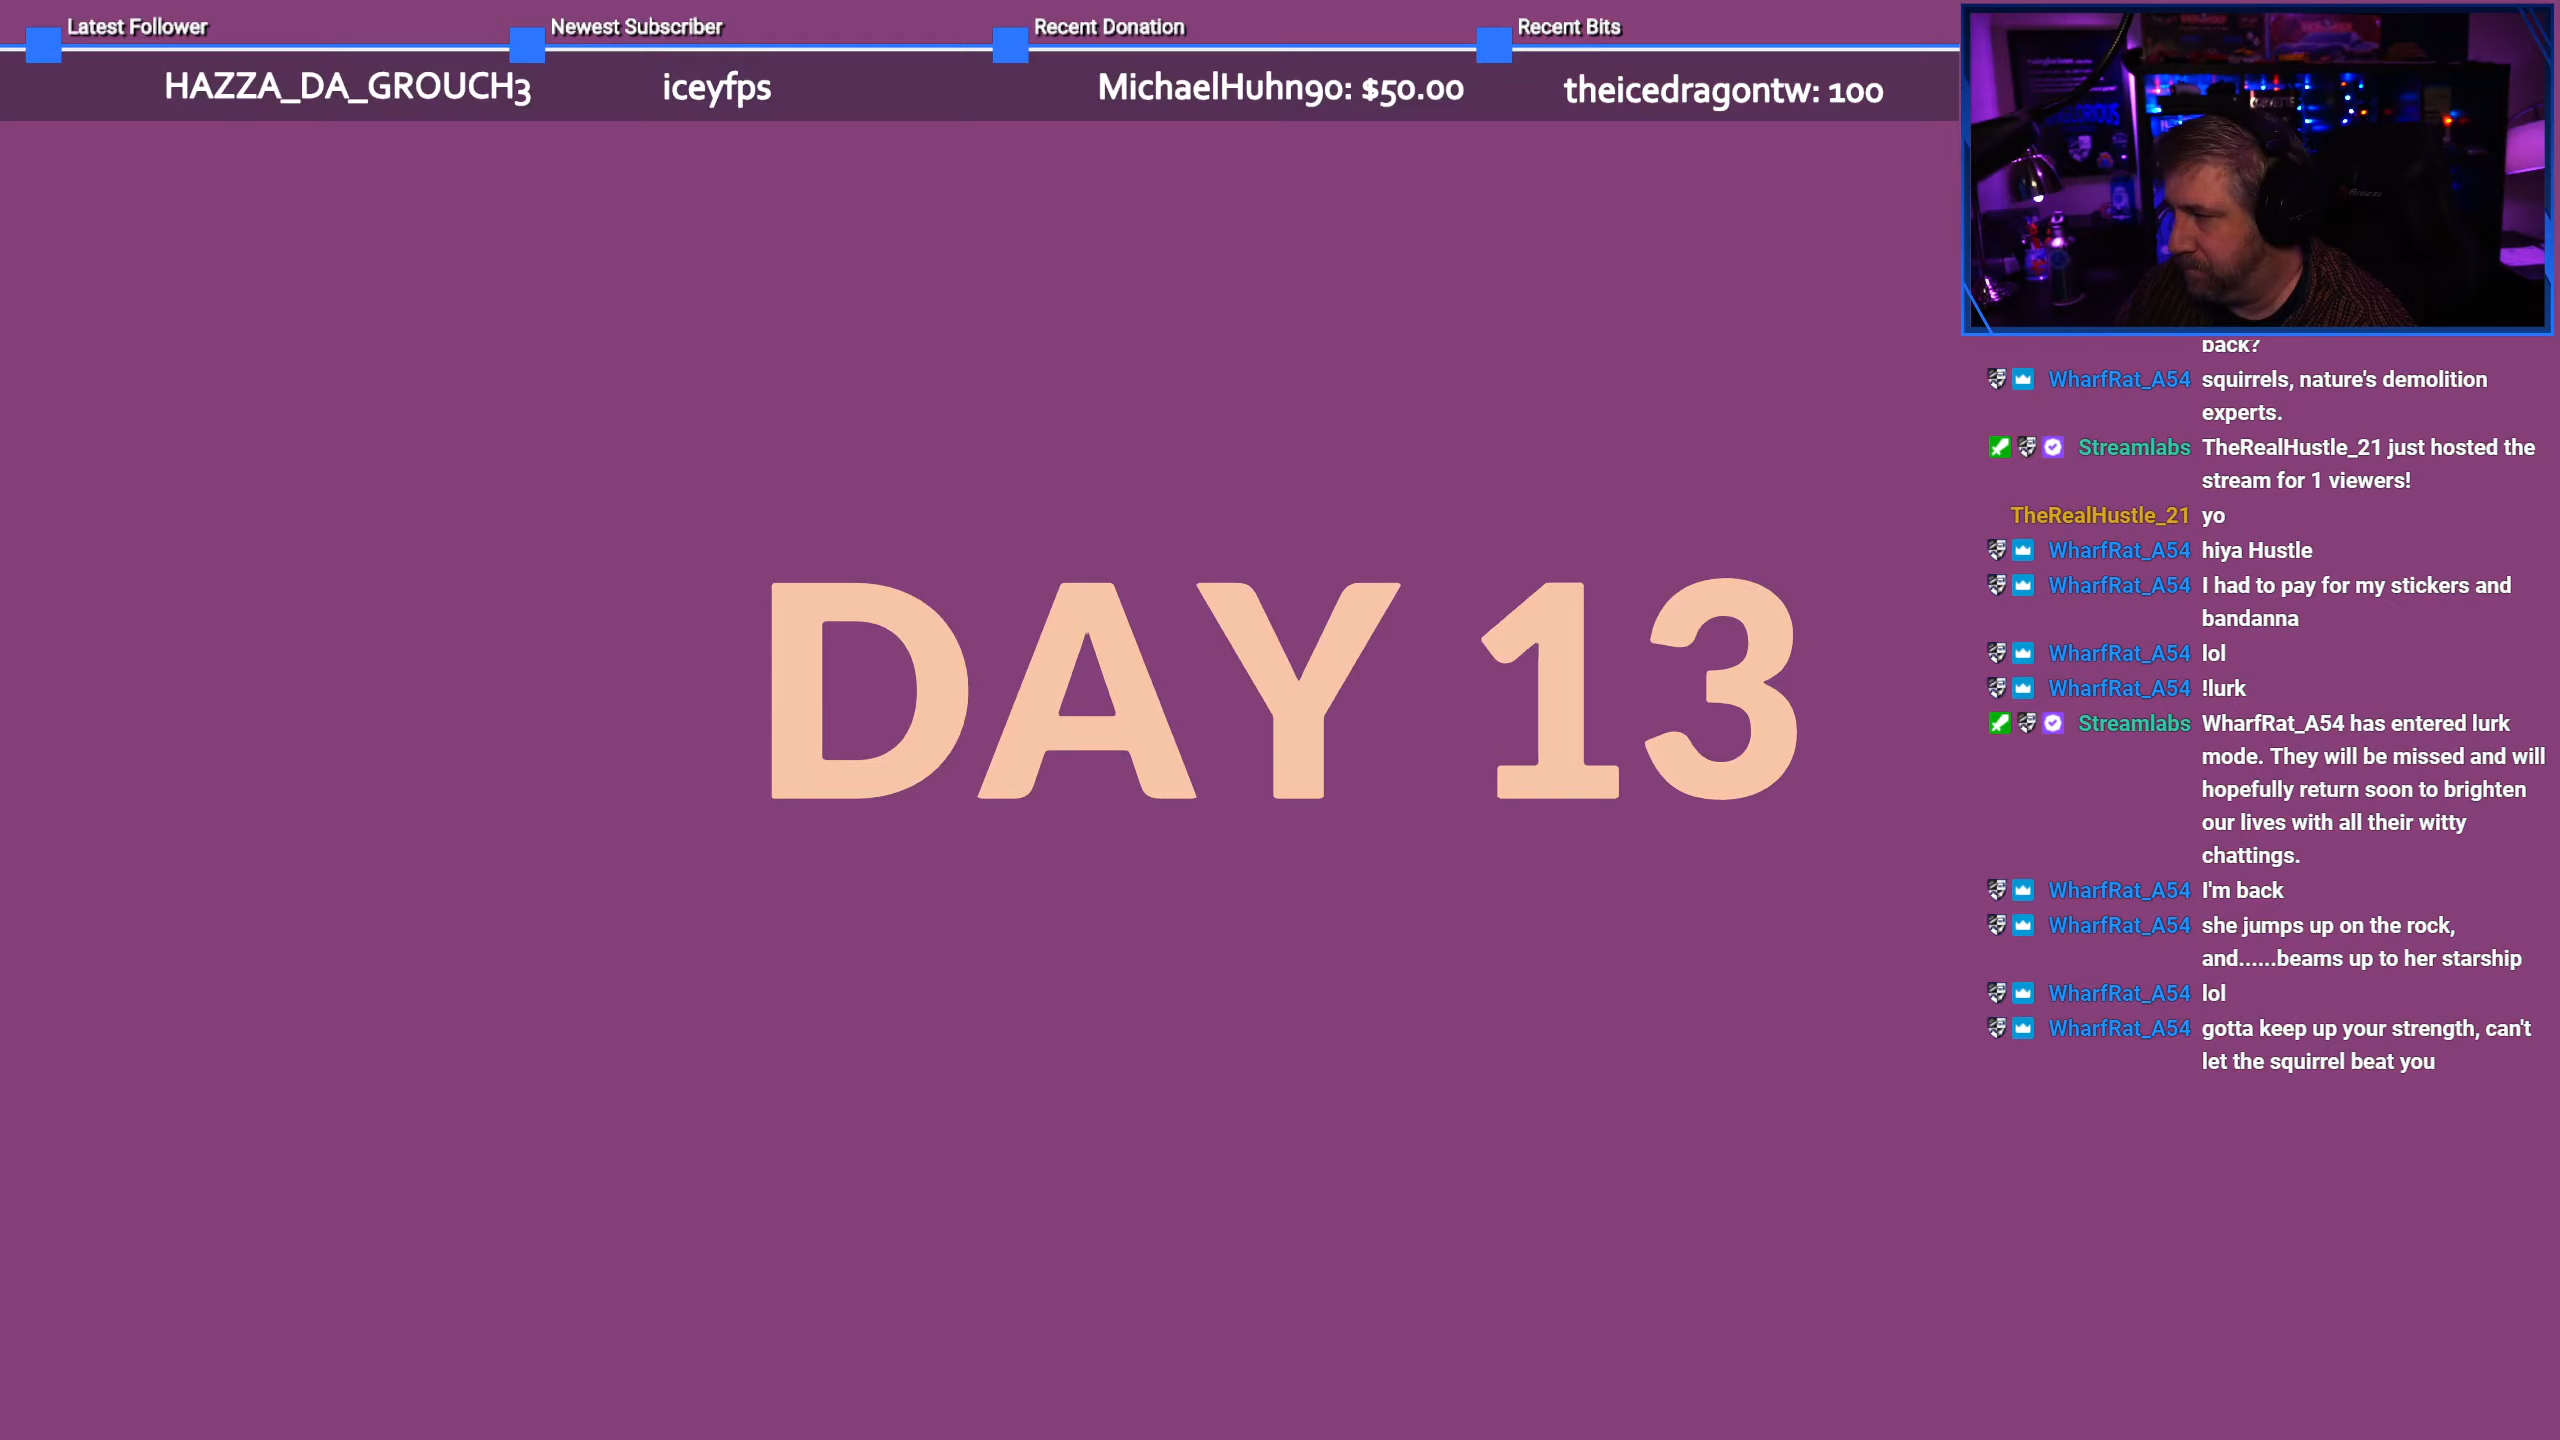 Latest Follower
Newest Subscriber
Recent Donation
Recent Bits
HAZZA_DA_GROUCH3
iceyfps
MichaelHuhn90: $50.00
theicedragontw: 100
back?
WharfRat_A54 squirrels, nature's demolition
experts.
Streamlabs TheRealHustle_21 just hosted the
stream for 1 viewers!
TheRealHustle_21 yo
WharfRat_A54 hiya Hustle
WharfRat_A54 I had to pay for my stickers and
bandanna
WharfRat_A54 lol
WharfRat_A54 !lurk
Streamlabs WharfRat_A54 has entered lurk
mode. They will be missed and will
hopefully return soon to brighten
our lives with all their witty
chattings.
WharfRat_A54 I'm back
WharfRat_A54 she jumps up on the rock,
and......beams up to her starship
WharfRat_A54 lol
WharfRat_A54 gotta keep up your strength, can't
let the squirrel beat you
DAY 13